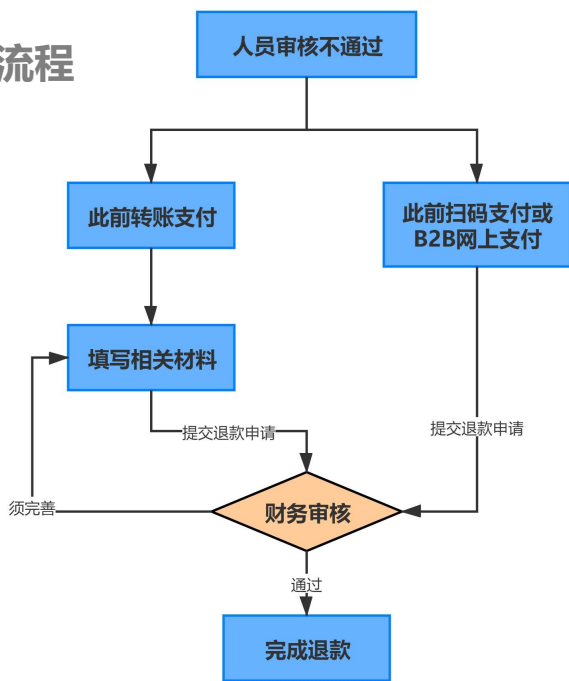 流程
人员审核不通过
此前转账支付
此前扫码支付或
B2B网上支付
填写相关材料
提交退款申请
提交退款申请
须完善
财务审核
通过
完成退款